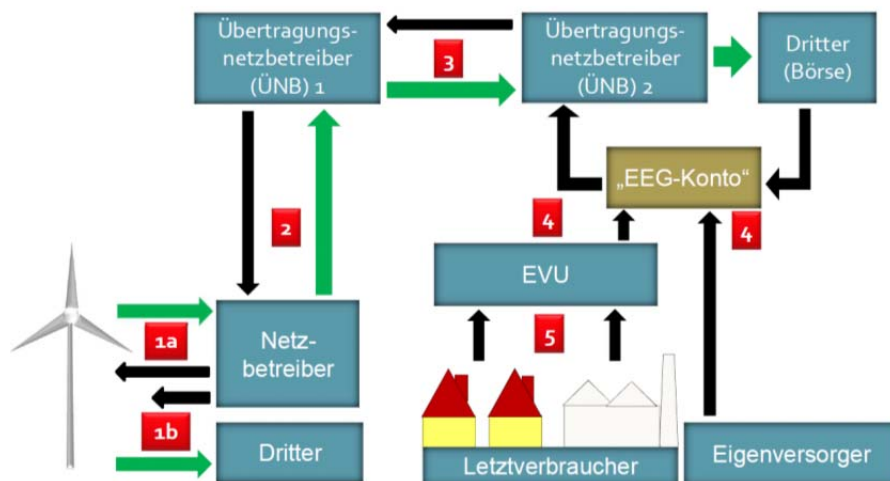 Übertragungs-
netzbetreiber
(ÜNB) 1
3
Übertragungs-
netzbetreiber
(ÜNB) 2
Dritter
(Börse)
„EEG-Konto“
2
4
4
EVU
1a
Netz-
betreiber
5
1b
Dritter
Letztverbraucher
Eigenversorger